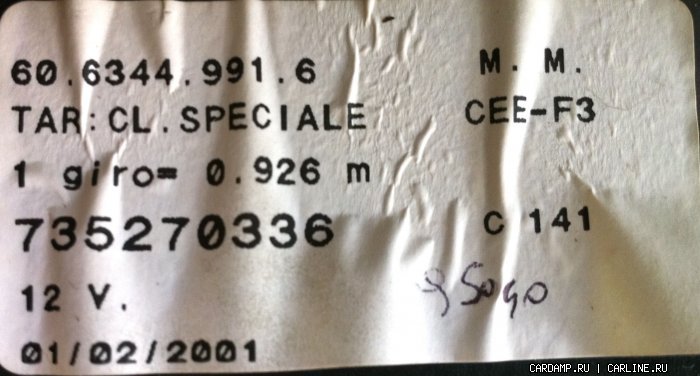 60.6344.991.6 M. M.
TAR: CL.SPECIALE CEE-F3
1 giro= 0.926 m
735270336 C 141
12 V.
01/02/2001
CARDAMP.RU | CARLINE.RU